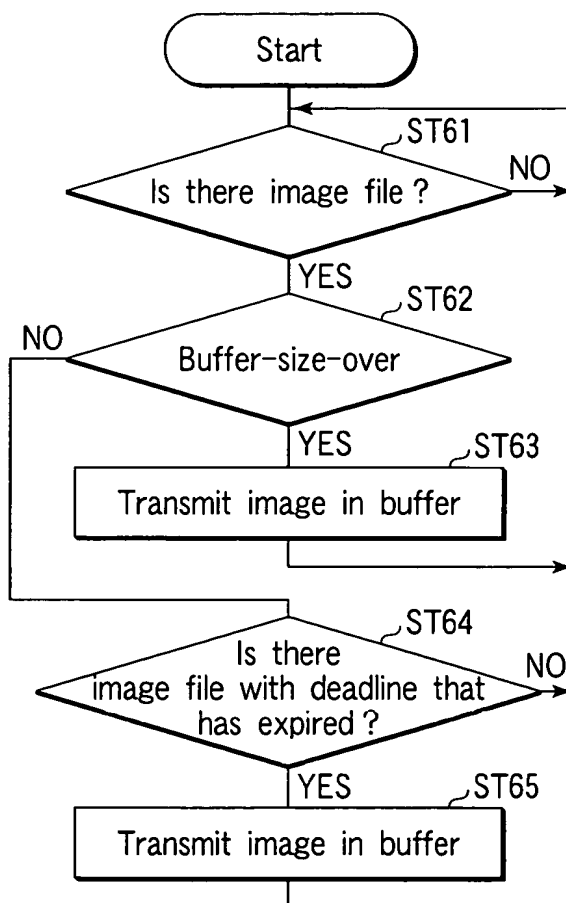 Start
ST61
Is there image file ?
NO
YES
ST62
NO
Buffer-size-over
YES
ST63
Transmit image in buffer
ST64
Is there
image file with deadline that
has expired ?
NO
YES
ST65
Transmit image in buffer